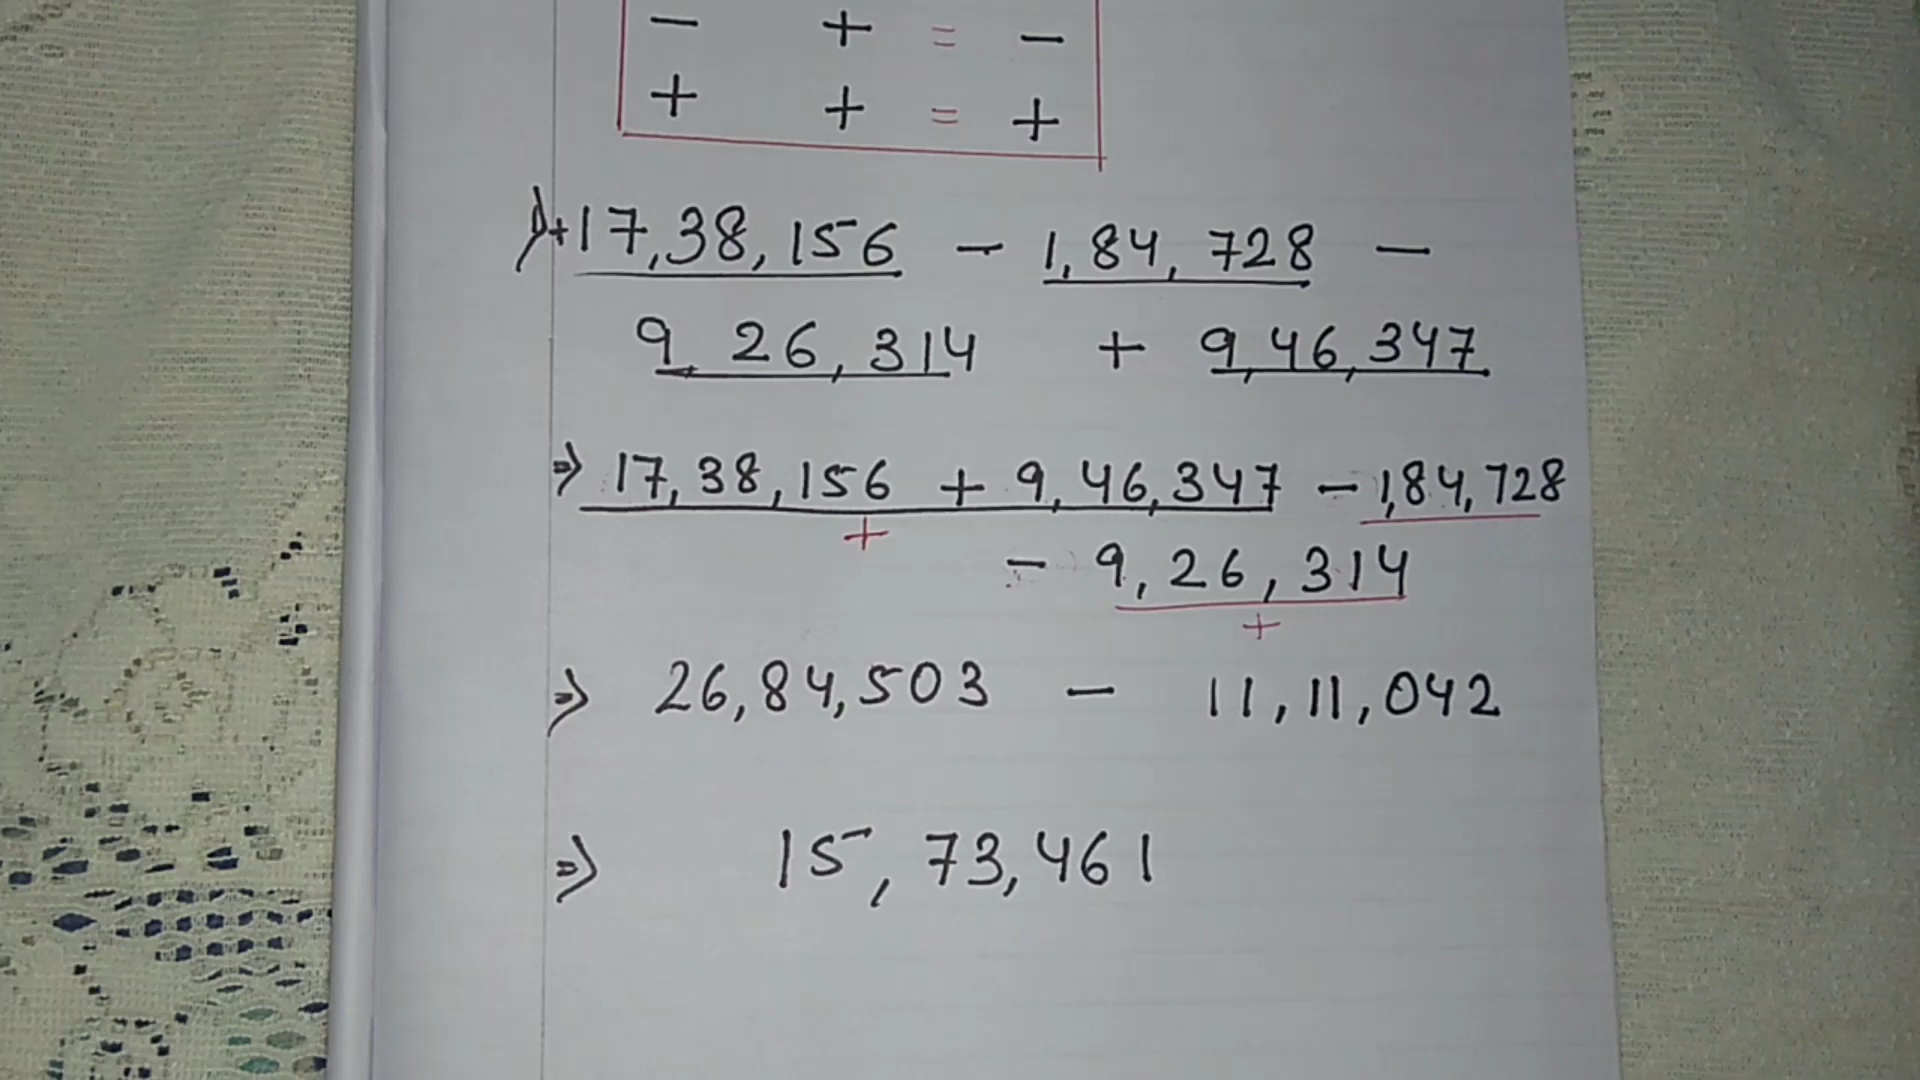 - + = -
+ + = +
+17,38,156 - 1,84,728 -
9,26,314 + 9,46,347
⇒ 17,38,156 + 9,46,347 - 1,84,728
+
- 9,26,314
+
⇒ 26,84,503 - 11,11,042
⇒ 15,73,461